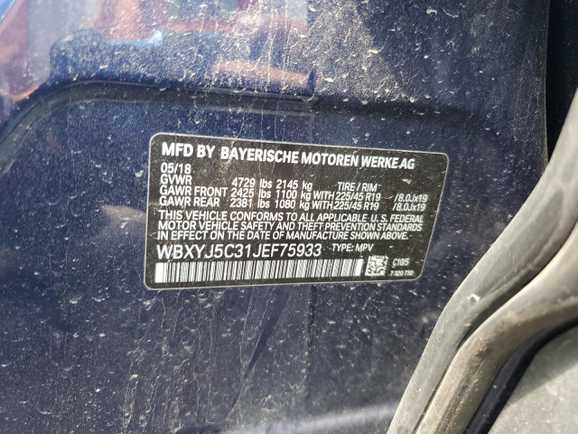 MFD BY BAYERISCHE MOTOREN WERKE AG
05/18
GVWR 4729 lbs 2145 kg TIRE / RIM
GAWR FRONT 2425 lbs 1100 kg WITH 225/45 R19 /8.0Jx19
GAWR REAR 2381 lbs 1080 kg WITH 225/45 R19 /8.0Jx19
THIS VEHICLE CONFORMS TO ALL APPLICABLE U.S. FEDERAL
MOTOR VEHICLE SAFETY AND THEFT PREVENTION STANDARDS
IN EFFECT ON THE DATE OF MANUFACTURE SHOWN ABOVE.
WBXYJ5C31JEF75933 TYPE: MPV
C1B5